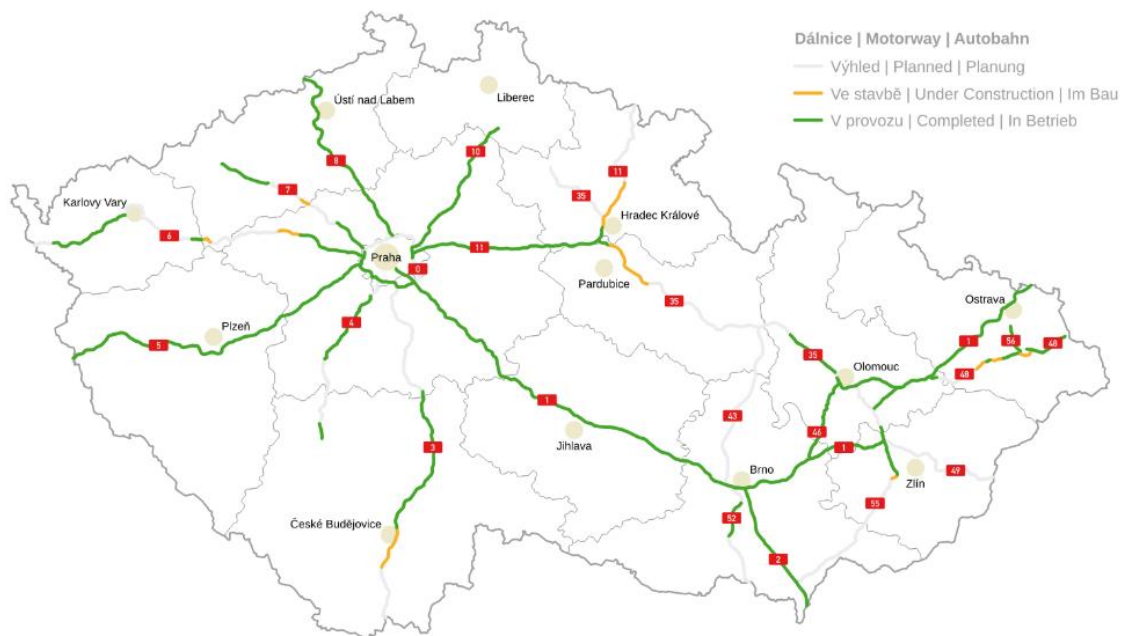 Dálnice | Motorway | Autobahn
Výhled | Planned | Planung
Ve stavbě | Under Construction | Im Bau
V provozu | Completed | In Betrieb
Ústí nad Labem
Liberec
8
10
11
7
35
Karlovy Vary
Hradec Králové
6
11
Praha
0
Pardubice
35
Ostrava
4
Plzeň
5
35
1
56
48
Olomouc
48
1
43
Jihlava
46
1
3
Brno
49
Zlín
55
České Budějovice
52
2